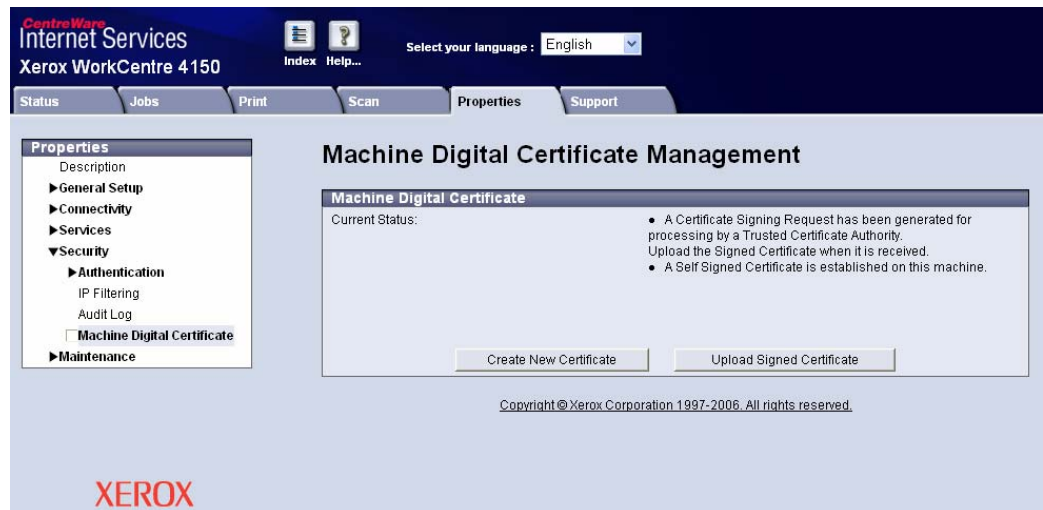 CentreWare
Internet Services
Xerox WorkCentre 4150
Index Help...
Select your language : English
Status Jobs Print Scan Properties Support
Properties
Description
▶General Setup
▶Connectivity
▶Services
▼Security
▶Authentication
IP Filtering
Audit Log
Machine Digital Certificate
▶Maintenance
Machine Digital Certificate Management
Machine Digital Certificate
Current Status:
● A Certificate Signing Request has been generated for
processing by a Trusted Certificate Authority.
Upload the Signed Certificate when it is received.
● A Self Signed Certificate is established on this machine.
Create New Certificate Upload Signed Certificate
Copyright © Xerox Corporation 1997-2006. All rights reserved.
XEROX